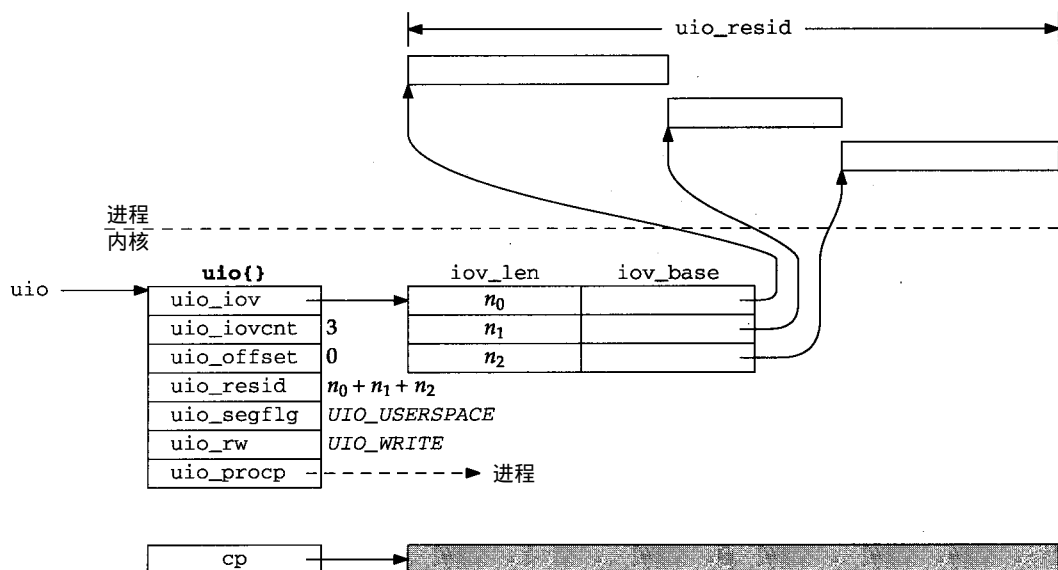 uio_resid
进程
内核
uio{}
iov_len iov_base
uio
uio_iov n0
uio_iovcnt 3 n1
uio_offset 0 n2
uio_resid n0 + n1 + n2
uio_segflg UIO_USERSPACE
uio_rw UIO_WRITE
uio_procp 进程
cp